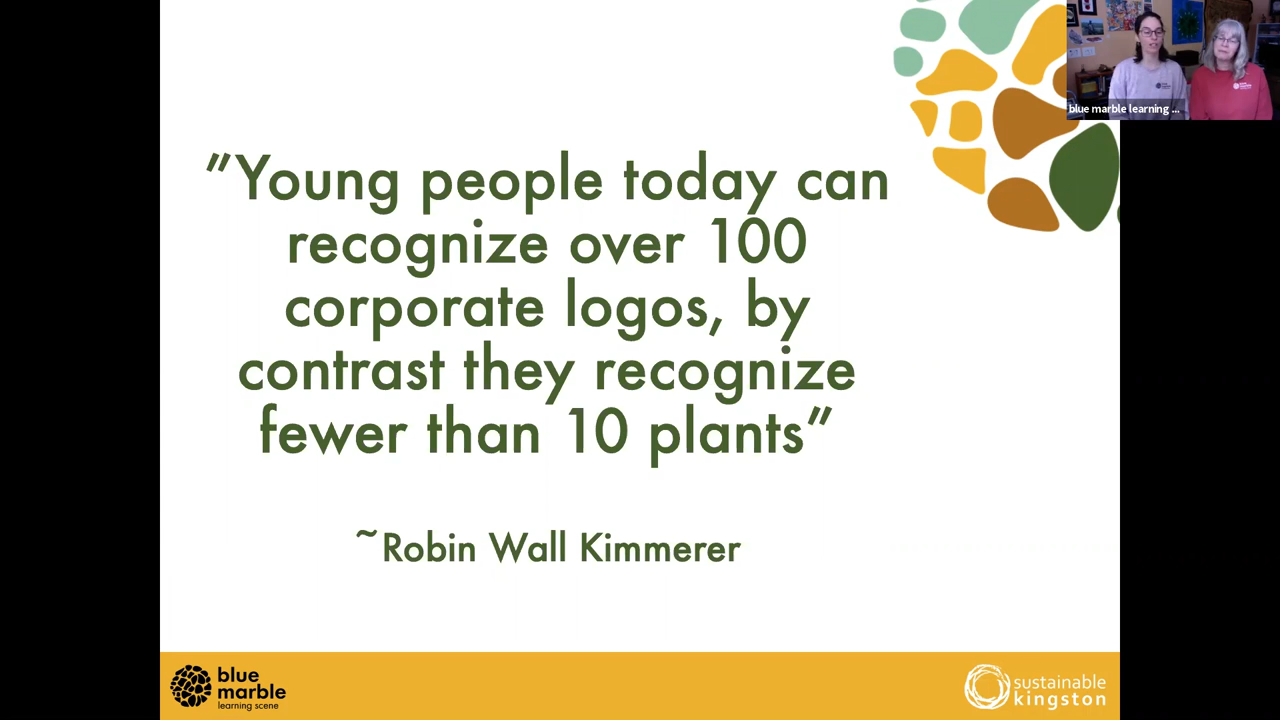 ”Young people today can
recognize over 100
corporate logos, by
contrast they recognize
fewer than 10 plants”
~Robin Wall Kimmerer
blue marble learning ...
blue
marble
learning scene
sustainable
kingston